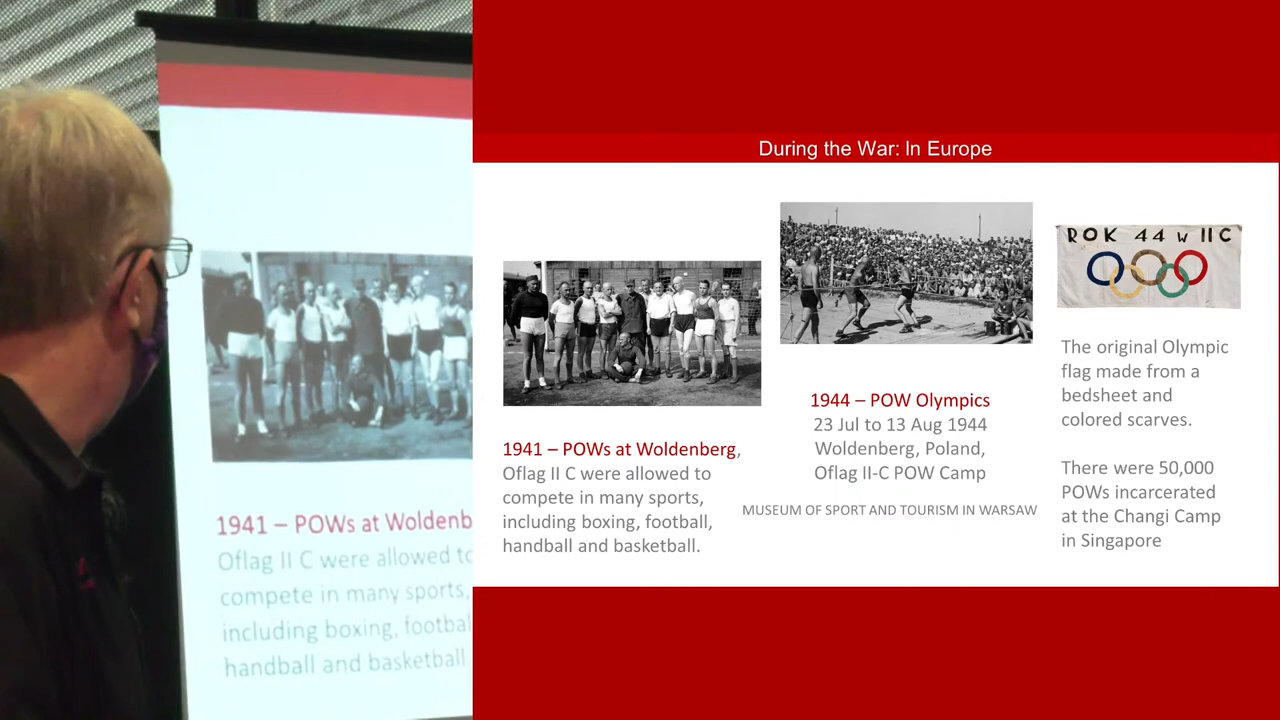 1941 – POWs at Woldenb
Oflag II C were allowed to
compete in many sports,
including boxing, footbal
handball and basketball.
During the War: In Europe
1941 – POWs at Woldenberg,
Oflag II C were allowed to
compete in many sports,
including boxing, football,
handball and basketball.
1944 – POW Olympics
23 Jul to 13 Aug 1944
Woldenberg, Poland,
Oflag II-C POW Camp
MUSEUM OF SPORT AND TOURISM IN WARSAW
ROK 44 W II C
The original Olympic
flag made from a
bedsheet and
colored scarves.
There were 50,000
POWs incarcerated
at the Changi Camp
in Singapore